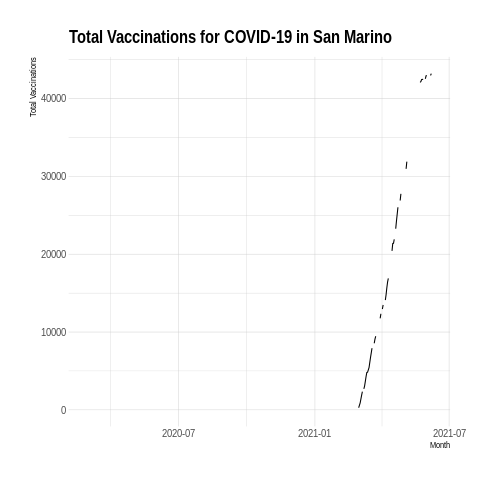 Total Vaccinations for COVID-19 in San Marino
Total Vaccinations
40000
30000
20000
10000
0
2020-07 2021-01 2021-07
Month